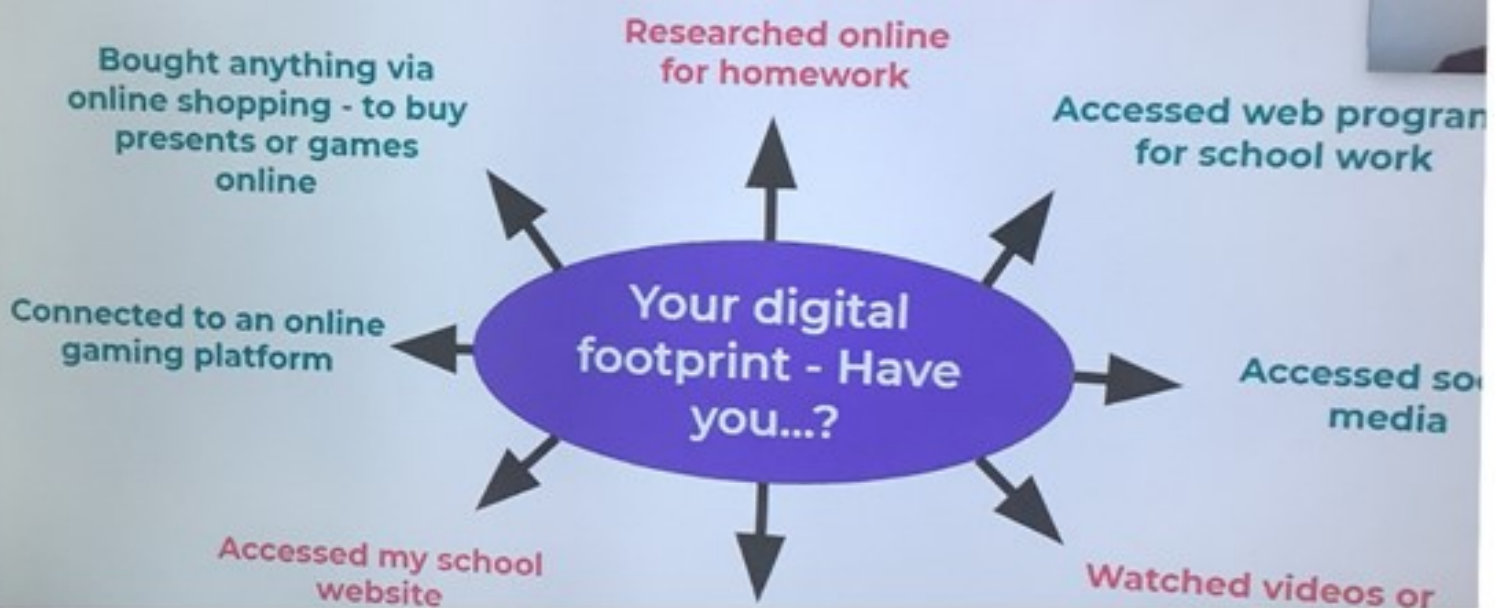 Researched online
for homework
Bought anything via
online shopping - to buy
presents or games
online
Accessed web
for school work
Connected to an online
gaming platform
Your digital
footprint - Have
you...?
Accessed
media
Accessed my school
website
Watched videos or